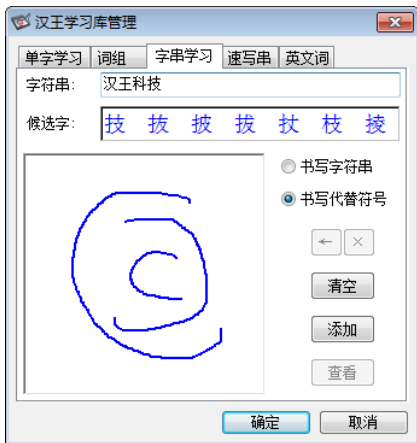 汉王学习库管理
单字学习 词组 字串学习 速写串 英文词
字符串: 汉王科技
候选字: 技 抜 披 拔 扙 枝 掕
书写字符串
书写代替符号
← ×
清空
添加
查看
确定 取消